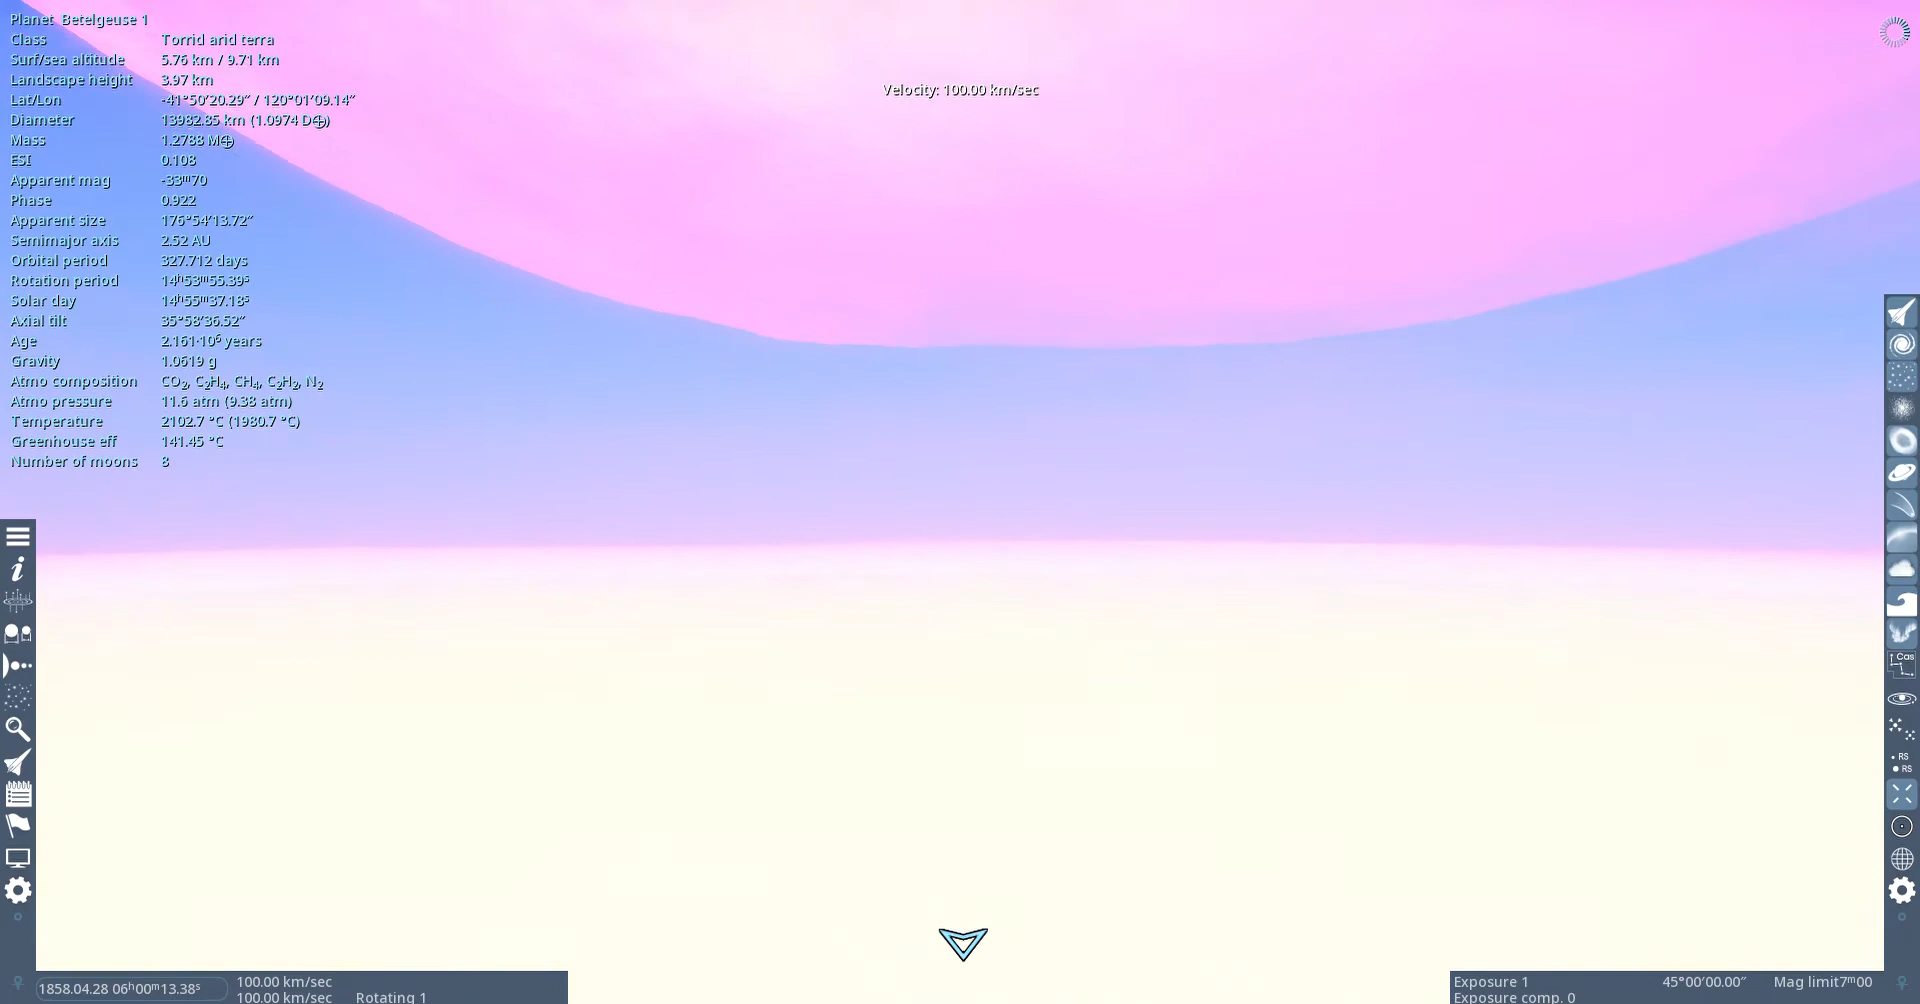 Planet Betelgeuse 1
Class Torrid arid terra
Surf/sea altitude 5.76 km / 9.71 km
Landscape height 3.97 km
Lat/Lon -41°50′20.29″ / 120°01′09.14″
Diameter 13982.85 km (1.0974 D⊕)
Mass 1.2788 M⊕
ESI 0.108
Apparent mag -33ᵐ70
Phase 0.922
Apparent size 176°54′13.72″
Semimajor axis 2.52 AU
Orbital period 327.712 days
Rotation period 14ʰ53ᵐ55.39ˢ
Solar day 14ʰ55ᵐ37.18ˢ
Axial tilt 35°58′36.52″
Age 2.161·10⁶ years
Gravity 1.0619 g
Atmo composition CO₂, C₂H₄, CH₄, C₂H₂, N₂
Atmo pressure 11.6 atm (9.38 atm)
Temperature 2102.7 °C (1980.7 °C)
Greenhouse eff 141.45 °C
Number of moons 8
Velocity: 100.00 km/sec
Cas
RS
RS
1858.04.28 06ʰ00ᵐ13.38ˢ
100.00 km/sec
100.00 km/sec Rotating 1
Exposure 1 45°00′00.00″ Mag limit7ᵐ00
Exposure comp. 0